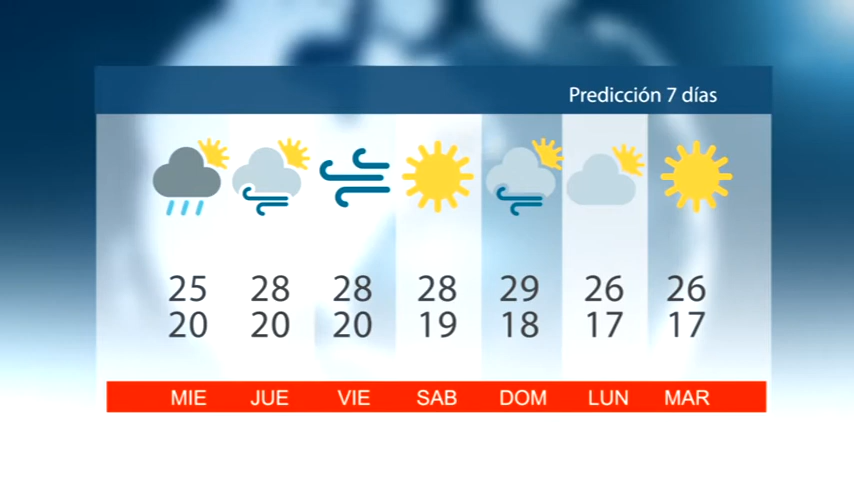 Predicción 7 días
25 28 28 28 29 26 26
20 20 20 19 18 17 17
MIE JUE VIE SAB DOM LUN MAR